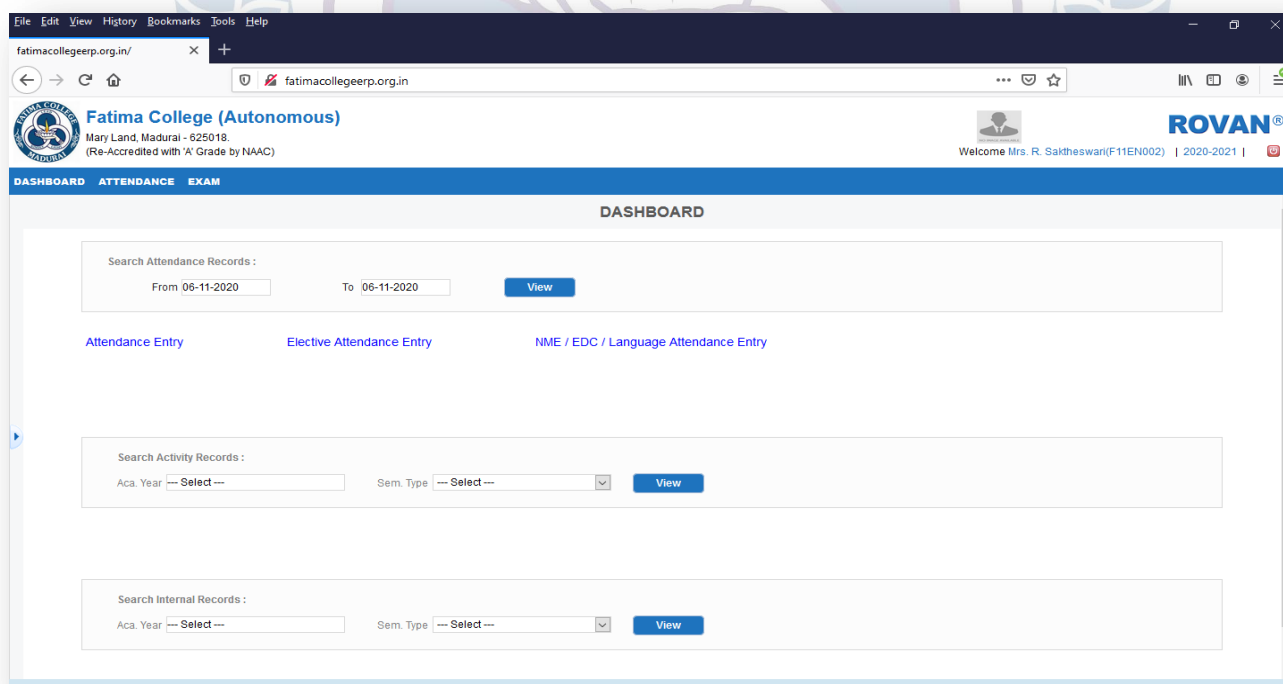 File Edit View History Bookmarks Tools Help
fatimacollegeerp.org.in/
fatimacollegeerp.org.in
FATIMA COLLEGE
MADURAI
Fatima College (Autonomous)
Mary Land, Madurai - 625018.
(Re-Accredited with 'A' Grade by NAAC)
ROVAN®
Welcome Mrs. R. Saktheswari(F11EN002) | 2020-2021 |
DASHBOARD ATTENDANCE EXAM
DASHBOARD
Search Attendance Records :
From 06-11-2020 To 06-11-2020 View
Attendance Entry Elective Attendance Entry NME / EDC / Language Attendance Entry
Search Activity Records :
Aca. Year --- Select --- Sem. Type --- Select --- View
Search Internal Records :
Aca. Year --- Select --- Sem. Type --- Select --- View